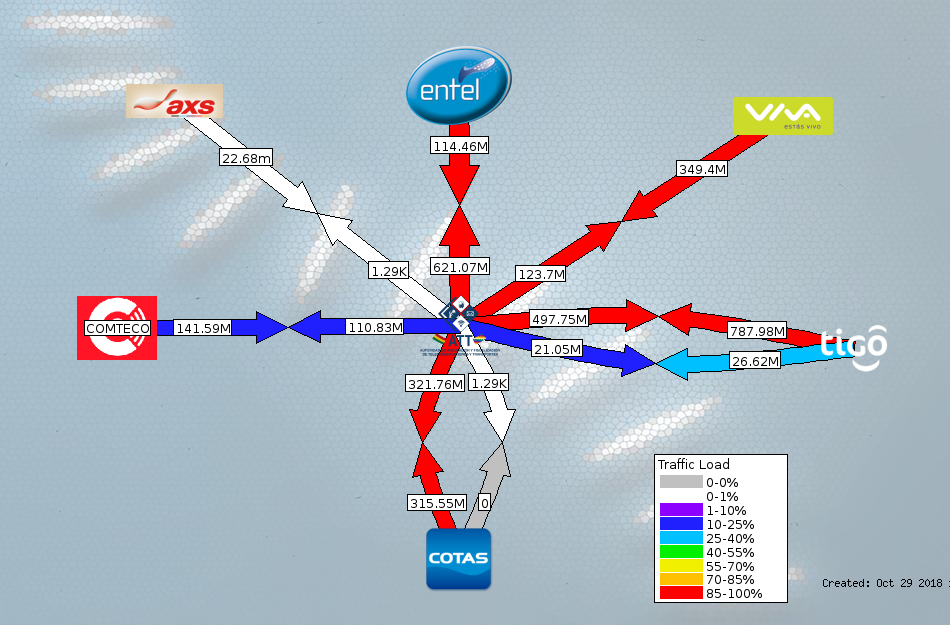 entel
axs
VIVA
estás vivo
114.46M
22.68m
349.4M
621.07M
1.29K
123.7M
COMTECO
141.59M
110.83M
497.75M
787.98M
tigo
ATT
21.05M
26.62M
321.76M
1.29K
315.55M
0
COTAS
Traffic Load
0-0%
0-1%
1-10%
10-25%
25-40%
40-55%
55-70%
70-85%
85-100%
Created: Oct 29 2018